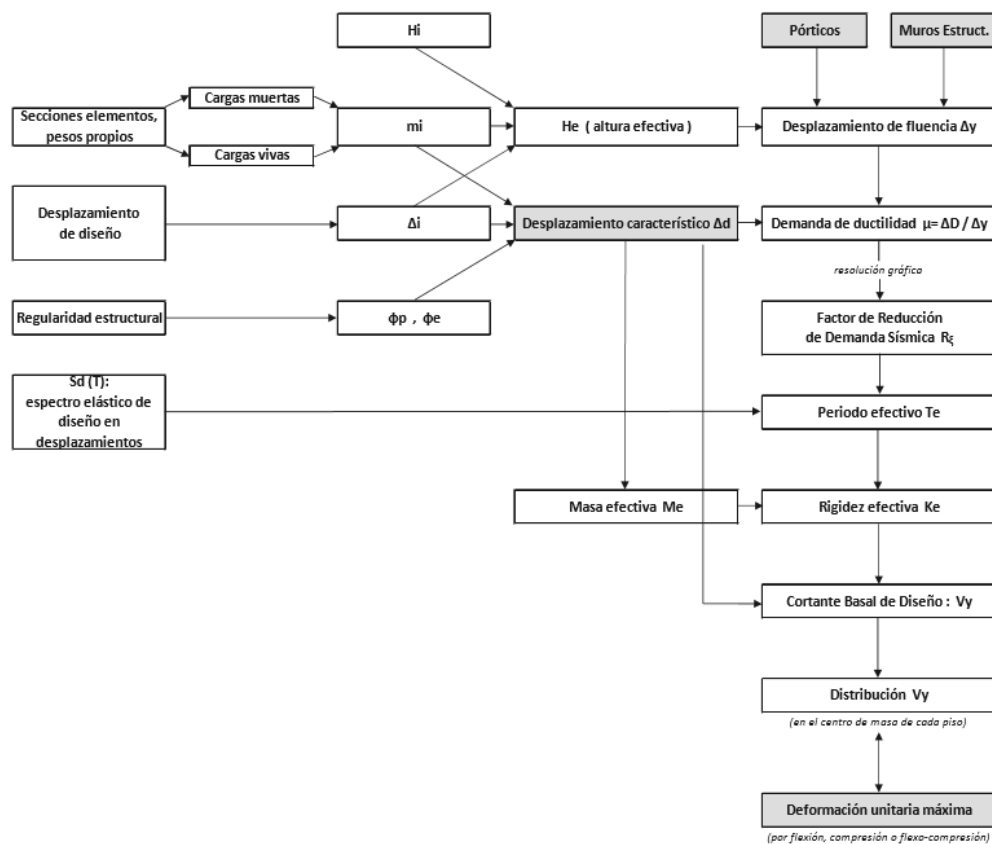 Hi
Pórticos
Muros Estruct.
Secciones elementos,
pesos propios
Cargas muertas
Cargas vivas
mi
He ( altura efectiva )
Desplazamiento de fluencia Δy
Desplazamiento
de diseño
Δi
Desplazamiento característico Δd
Demanda de ductilidad μ= ΔD / Δy
resolución gráfica
Regularidad estructural
ϕp , ϕe
Factor de Reducción
de Demanda Sísmica Rξ
Sd (T):
espectro elástico de
diseño en
desplazamientos
Periodo efectivo Te
Masa efectiva Me
Rigidez efectiva Ke
Cortante Basal de Diseño : Vy
Distribución Vy
(en el centro de masa de cada piso)
Deformación unitaria máxima
(por flexión, compresión o flexo-compresión)